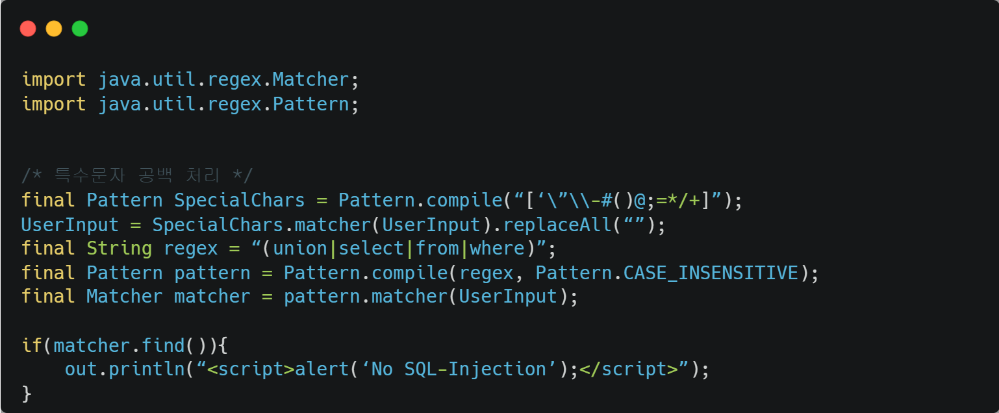 import java.util.regex.Matcher;
import java.util.regex.Pattern;
/* 특수문자 공백 처리 */
final Pattern SpecialChars = Pattern.compile(“[‘\”\\-#()@;=*/+]”);
UserInput = SpecialChars.matcher(UserInput).replaceAll(“”);
final String regex = “(union|select|from|where)”;
final Pattern pattern = Pattern.compile(regex, Pattern.CASE_INSENSITIVE);
final Matcher matcher = pattern.matcher(UserInput);
if(matcher.find()){
    out.println(“<script>alert(‘No SQL-Injection’);</script>”);
}